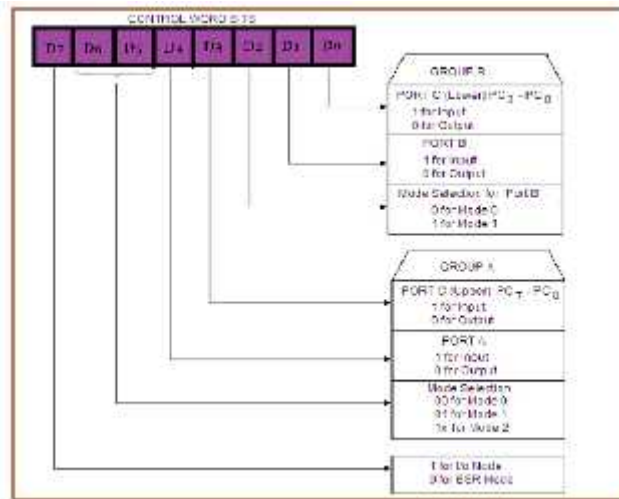 CONTROL WORD BITS
D7 D6 D5 D4 D3 D2 D1 D0
GROUP B
PORT C (Lower) PC3 - PC0
1 for Input
0 for Output
PORT B
1 for Input
0 for Output
Mode Selection for Port B
0 for Mode 0
1 for Mode 1
GROUP A
PORT C (Upper) PC7 - PC0
1 for Input
0 for Output
PORT A
1 for Input
0 for Output
Mode Selection
00 for Mode 0
01 for Mode 1
1x for Mode 2
1 for I/o Mode
0 for BSR Mode